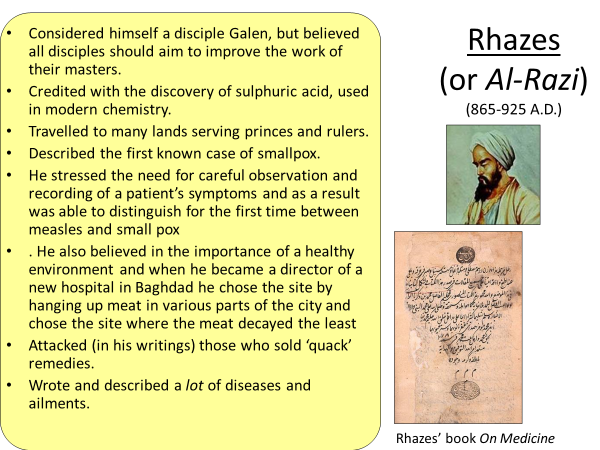 Rhazes
(or Al-Razi)
(865-925 A.D.)
• Considered himself a disciple Galen, but believed
all disciples should aim to improve the work of
their masters.
• Credited with the discovery of sulphuric acid, used
in modern chemistry.
• Travelled to many lands serving princes and rulers.
• Described the first known case of smallpox.
• He stressed the need for careful observation and
recording of a patient’s symptoms and as a result
was able to distinguish for the first time between
measles and small pox
• . He also believed in the importance of a healthy
environment and when he became a director of a
new hospital in Baghdad he chose the site by
hanging up meat in various parts of the city and
chose the site where the meat decayed the least
• Attacked (in his writings) those who sold ‘quack’
remedies.
• Wrote and described a lot of diseases and
ailments.
Rhazes’ book On Medicine